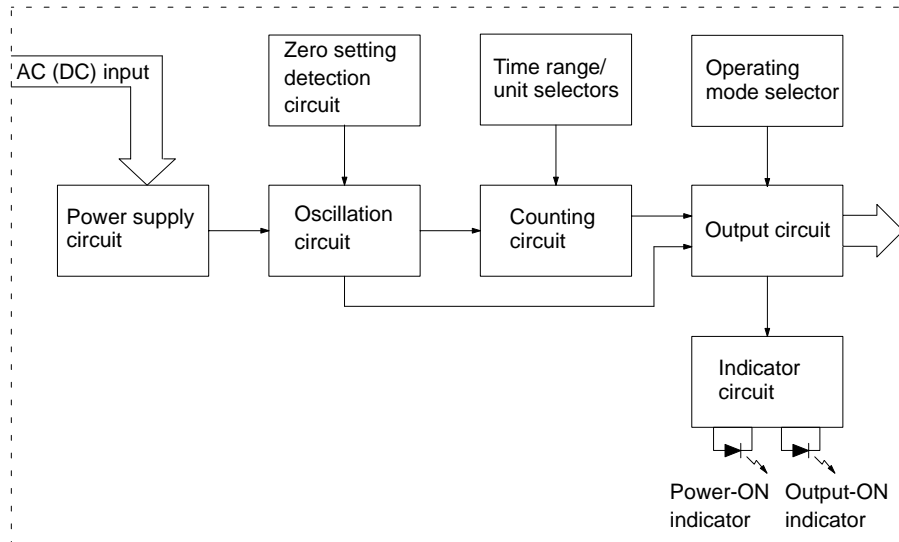 AC (DC) input
Zero setting
detection
circuit
Time range/
unit selectors
Operating
mode selector
Power supply
circuit
Oscillation
circuit
Counting
circuit
Output circuit
Indicator
circuit
Power-ON
indicator
Output-ON
indicator